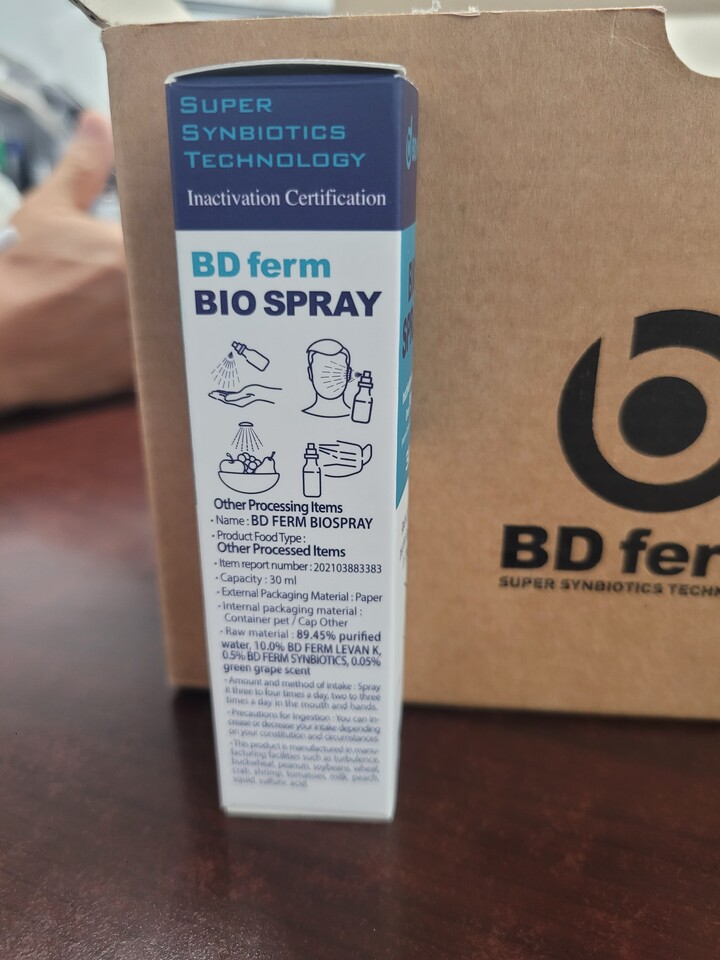 SUPER
SYNBIOTICS
TECHNOLOGY
Inactivation Certification
BD ferm
BIO SPRAY
Other Processing Items
· Name : BD FERM BIOSPRAY
· Product Food Type :
Other Processed Items
· Item report number : 202103883383
· Capacity : 30 ml
· External Packaging Material : Paper
· Internal packaging material :
Container pet / Cap Other
· Raw material : 89.45% purified
water, 10.0% BD FERM LEVAN K,
0.5% BD FERM SYNBIOTICS, 0.05%
green grape scent
· Amount and method of intake : Spray
it three to four times a day, two to three
times a day in the mouth and hands.
· Precautions for Ingestion : You can in-
crease or decrease your intake depending
on your constitution and circumstances.
· This product is manufactured in manu-
facturing facilities such as turbulence,
buckwheat, peanuts, soybeans, wheat,
crab, shrimp, tomatoes, milk, peach,
squid, sulfuric acid.
BD fer
SUPER SYNBIOTICS TECHN